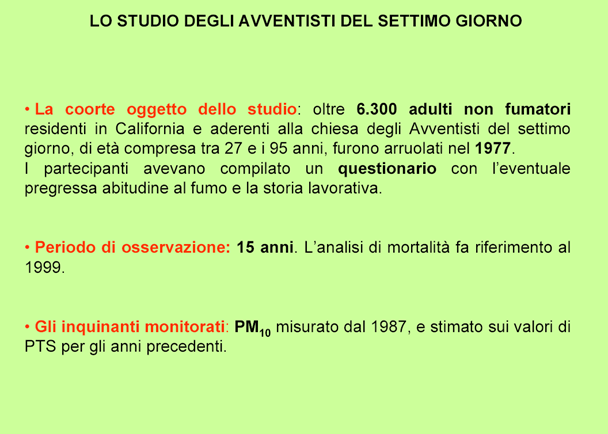 LO STUDIO DEGLI AVVENTISTI DEL SETTIMO GIORNO
• La coorte oggetto dello studio: oltre 6.300 adulti non fumatori
residenti in California e aderenti alla chiesa degli Avventisti del settimo
giorno, di età compresa tra 27 e i 95 anni, furono arruolati nel 1977.
I partecipanti avevano compilato un questionario con l'eventuale
pregressa abitudine al fumo e la storia lavorativa.
• Periodo di osservazione: 15 anni. L'analisi di mortalità fa riferimento al
1999.
• Gli inquinanti monitorati: PM10 misurato dal 1987, e stimato sui valori di
PTS per gli anni precedenti.